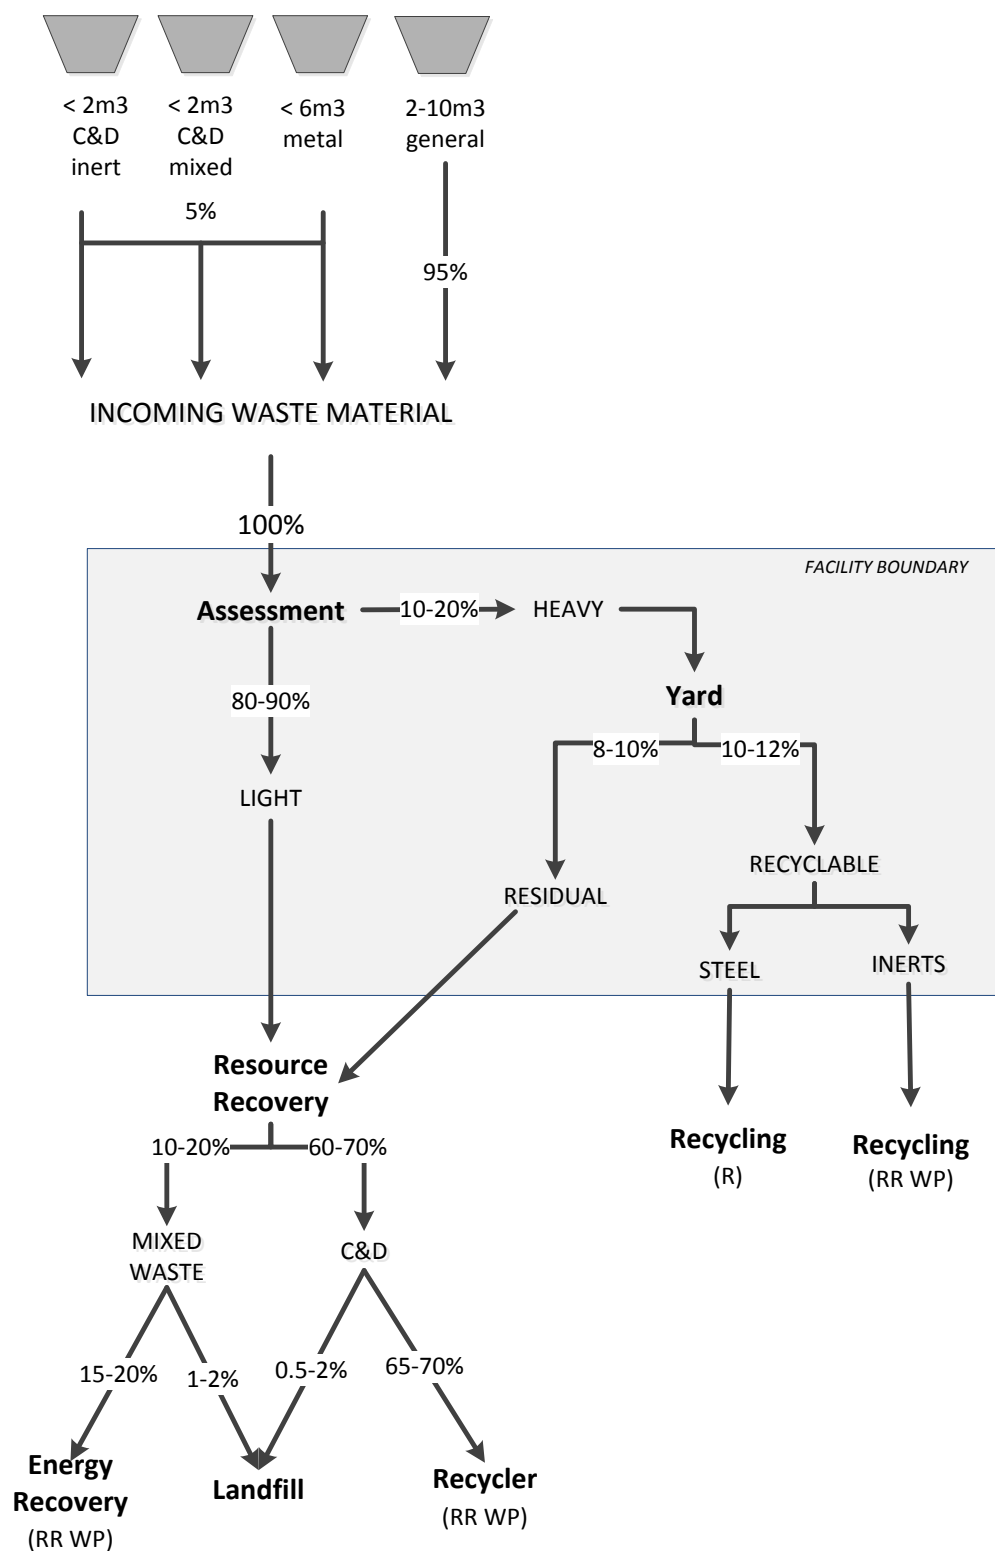 < 2m3
C&D
inert
< 2m3
C&D
mixed
< 6m3
metal
2-10m3
general
5%
95%
INCOMING WASTE MATERIAL
100%
FACILITY BOUNDARY
Assessment
10-20%
HEAVY
80-90%
Yard
8-10%
10-12%
LIGHT
RECYCLABLE
RESIDUAL
STEEL
INERTS
Resource
Recovery
10-20%
60-70%
Recycling
(R)
Recycling
(RR WP)
MIXED
WASTE
C&D
15-20%
1-2%
0.5-2%
65-70%
Energy
Recovery
(RR WP)
Landfill
Recycler
(RR WP)